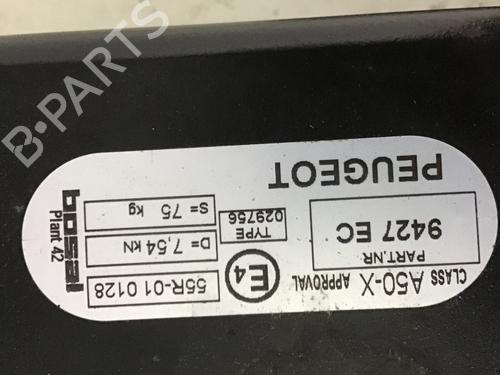 B-PARTS
CLASS A50-X APPROVAL
PART.NR
9427 EC
PEUGEOT
E4
TYPE
029756
55R-01 0128
D= 7,54 kN
S= 75 kg
bosal
Plant 42